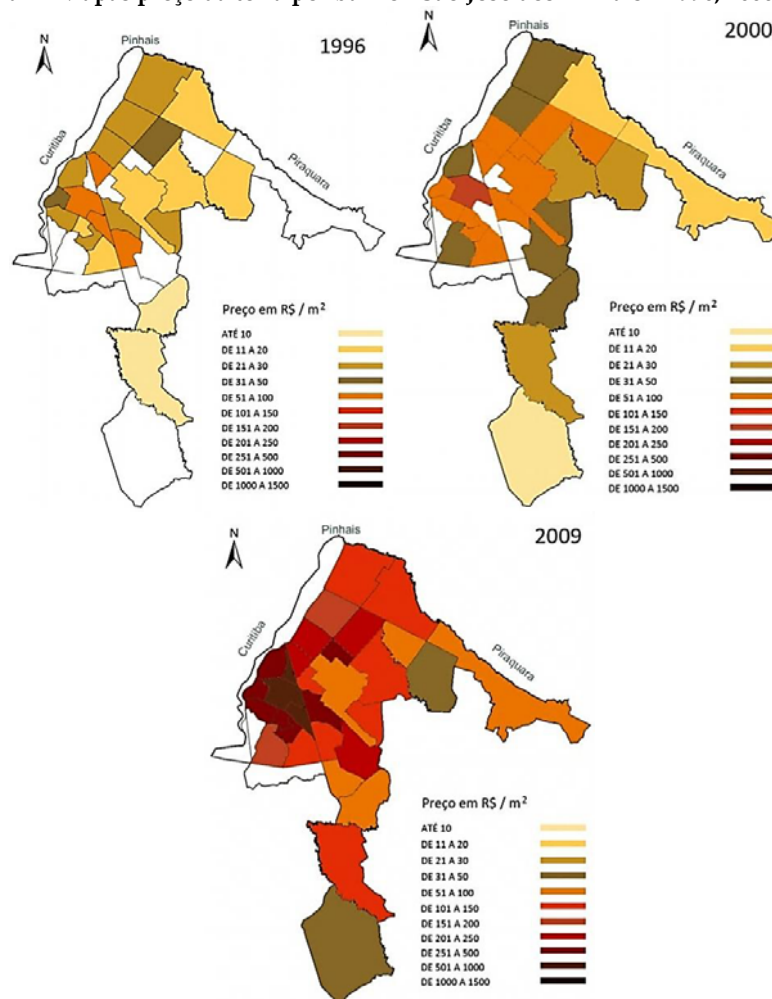 Pinhais
1996
N
Curitiba
Piraquara
Preço em R$ / m²
ATÉ 10
DE 11 A 20
DE 21 A 30
DE 31 A 50
DE 51 A 100
DE 101 A 150
DE 151 A 200
DE 201 A 250
DE 251 A 500
DE 501 A 1000
DE 1000 A 1500
Pinhais
2000
N
Curitiba
Piraquara
Preço em R$ / m²
ATÉ 10
DE 11 A 20
DE 21 A 30
DE 31 A 50
DE 51 A 100
DE 101 A 150
DE 151 A 200
DE 201 A 250
DE 251 A 500
DE 501 A 1000
DE 1000 A 1500
Pinhais
2009
N
Curitiba
Piraquara
Preço em R$ / m²
ATÉ 10
DE 11 A 20
DE 21 A 30
DE 31 A 50
DE 51 A 100
DE 101 A 150
DE 151 A 200
DE 201 A 250
DE 251 A 500
DE 501 A 1000
DE 1000 A 1500